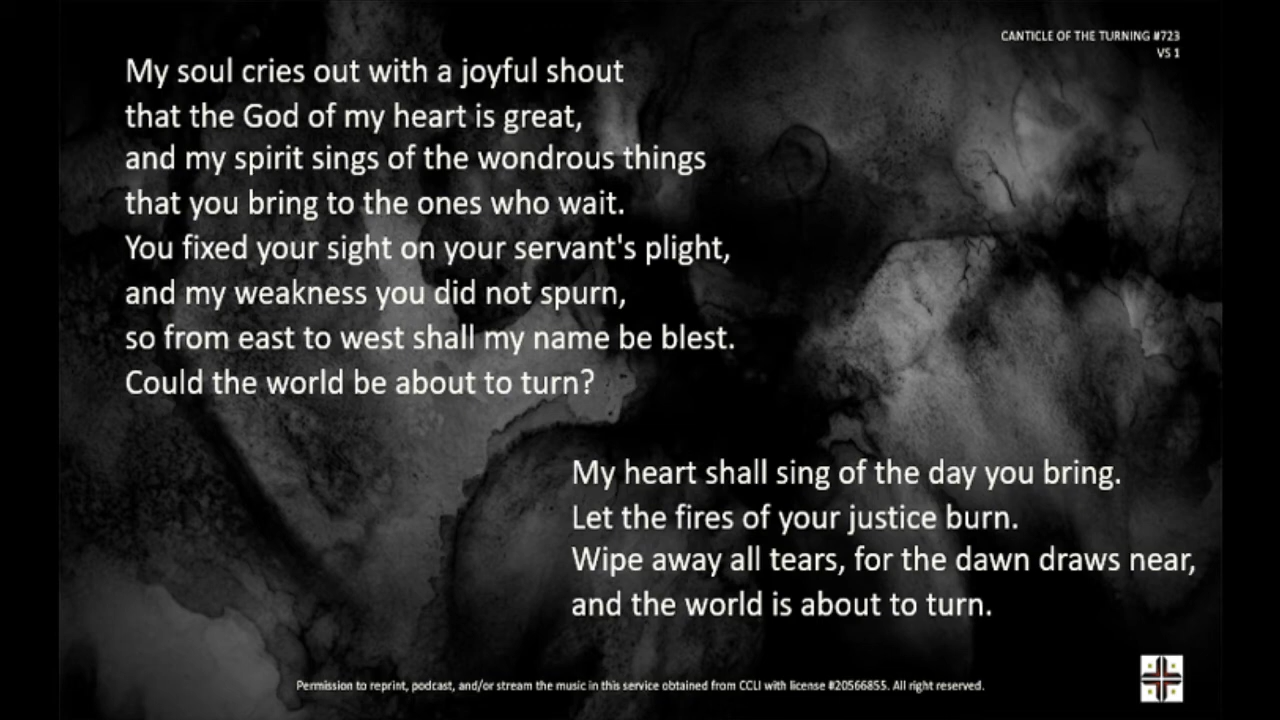 CANTICLE OF THE TURNING #723
VS 1
My soul cries out with a joyful shout
that the God of my heart is great,
and my spirit sings of the wondrous things
that you bring to the ones who wait.
You fixed your sight on your servant's plight,
and my weakness you did not spurn,
so from east to west shall my name be blest.
Could the world be about to turn?
My heart shall sing of the day you bring.
Let the fires of your justice burn.
Wipe away all tears, for the dawn draws near,
and the world is about to turn.
Permission to reprint, podcast, and/or stream the music in this service obtained from CCLI with license #20566855. All right reserved.